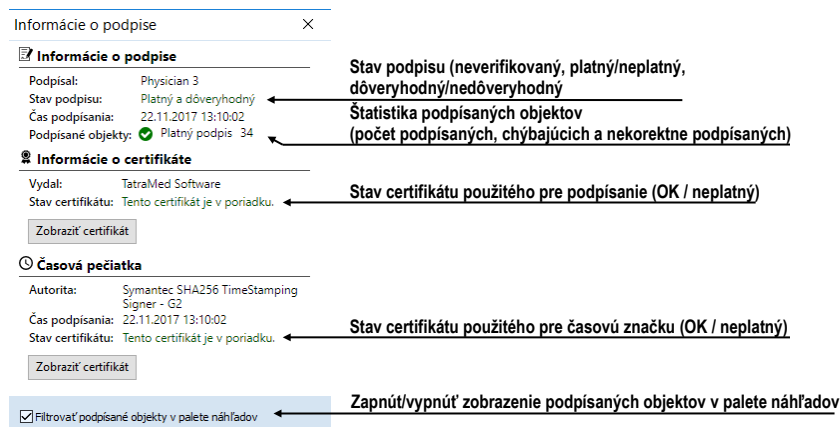 Informácie o podpise
Informácie o podpise
Podpísal: Physician 3
Stav podpisu: Platný a dôveryhodný
Čas podpísania: 22.11.2017 13:10:02
Podpísané objekty: Platný podpis 34
Informácie o certifikáte
Vydal: TatraMed Software
Stav certifikátu: Tento certifikát je v poriadku.
Zobraziť certifikát
Časová pečiatka
Autorita: Symantec SHA256 TimeStamping
Signer - G2
Čas podpísania: 22.11.2017 13:10:02
Stav certifikátu: Tento certifikát je v poriadku.
Zobraziť certifikát
Filtrovať podpísané objekty v palete náhľadov
Stav podpisu (neverifikovaný, platný/neplatný,
dôveryhodný/nedôveryhodný
Štatistika podpísaných objektov
(počet podpísaných, chýbajúcich a nekorektne podpísaných)
Stav certifikátu použitého pre podpísanie (OK / neplatný)
Stav certifikátu použitého pre časovú značku (OK / neplatný)
Zapnúť/vypnúť zobrazenie podpísaných objektov v palete náhľadov